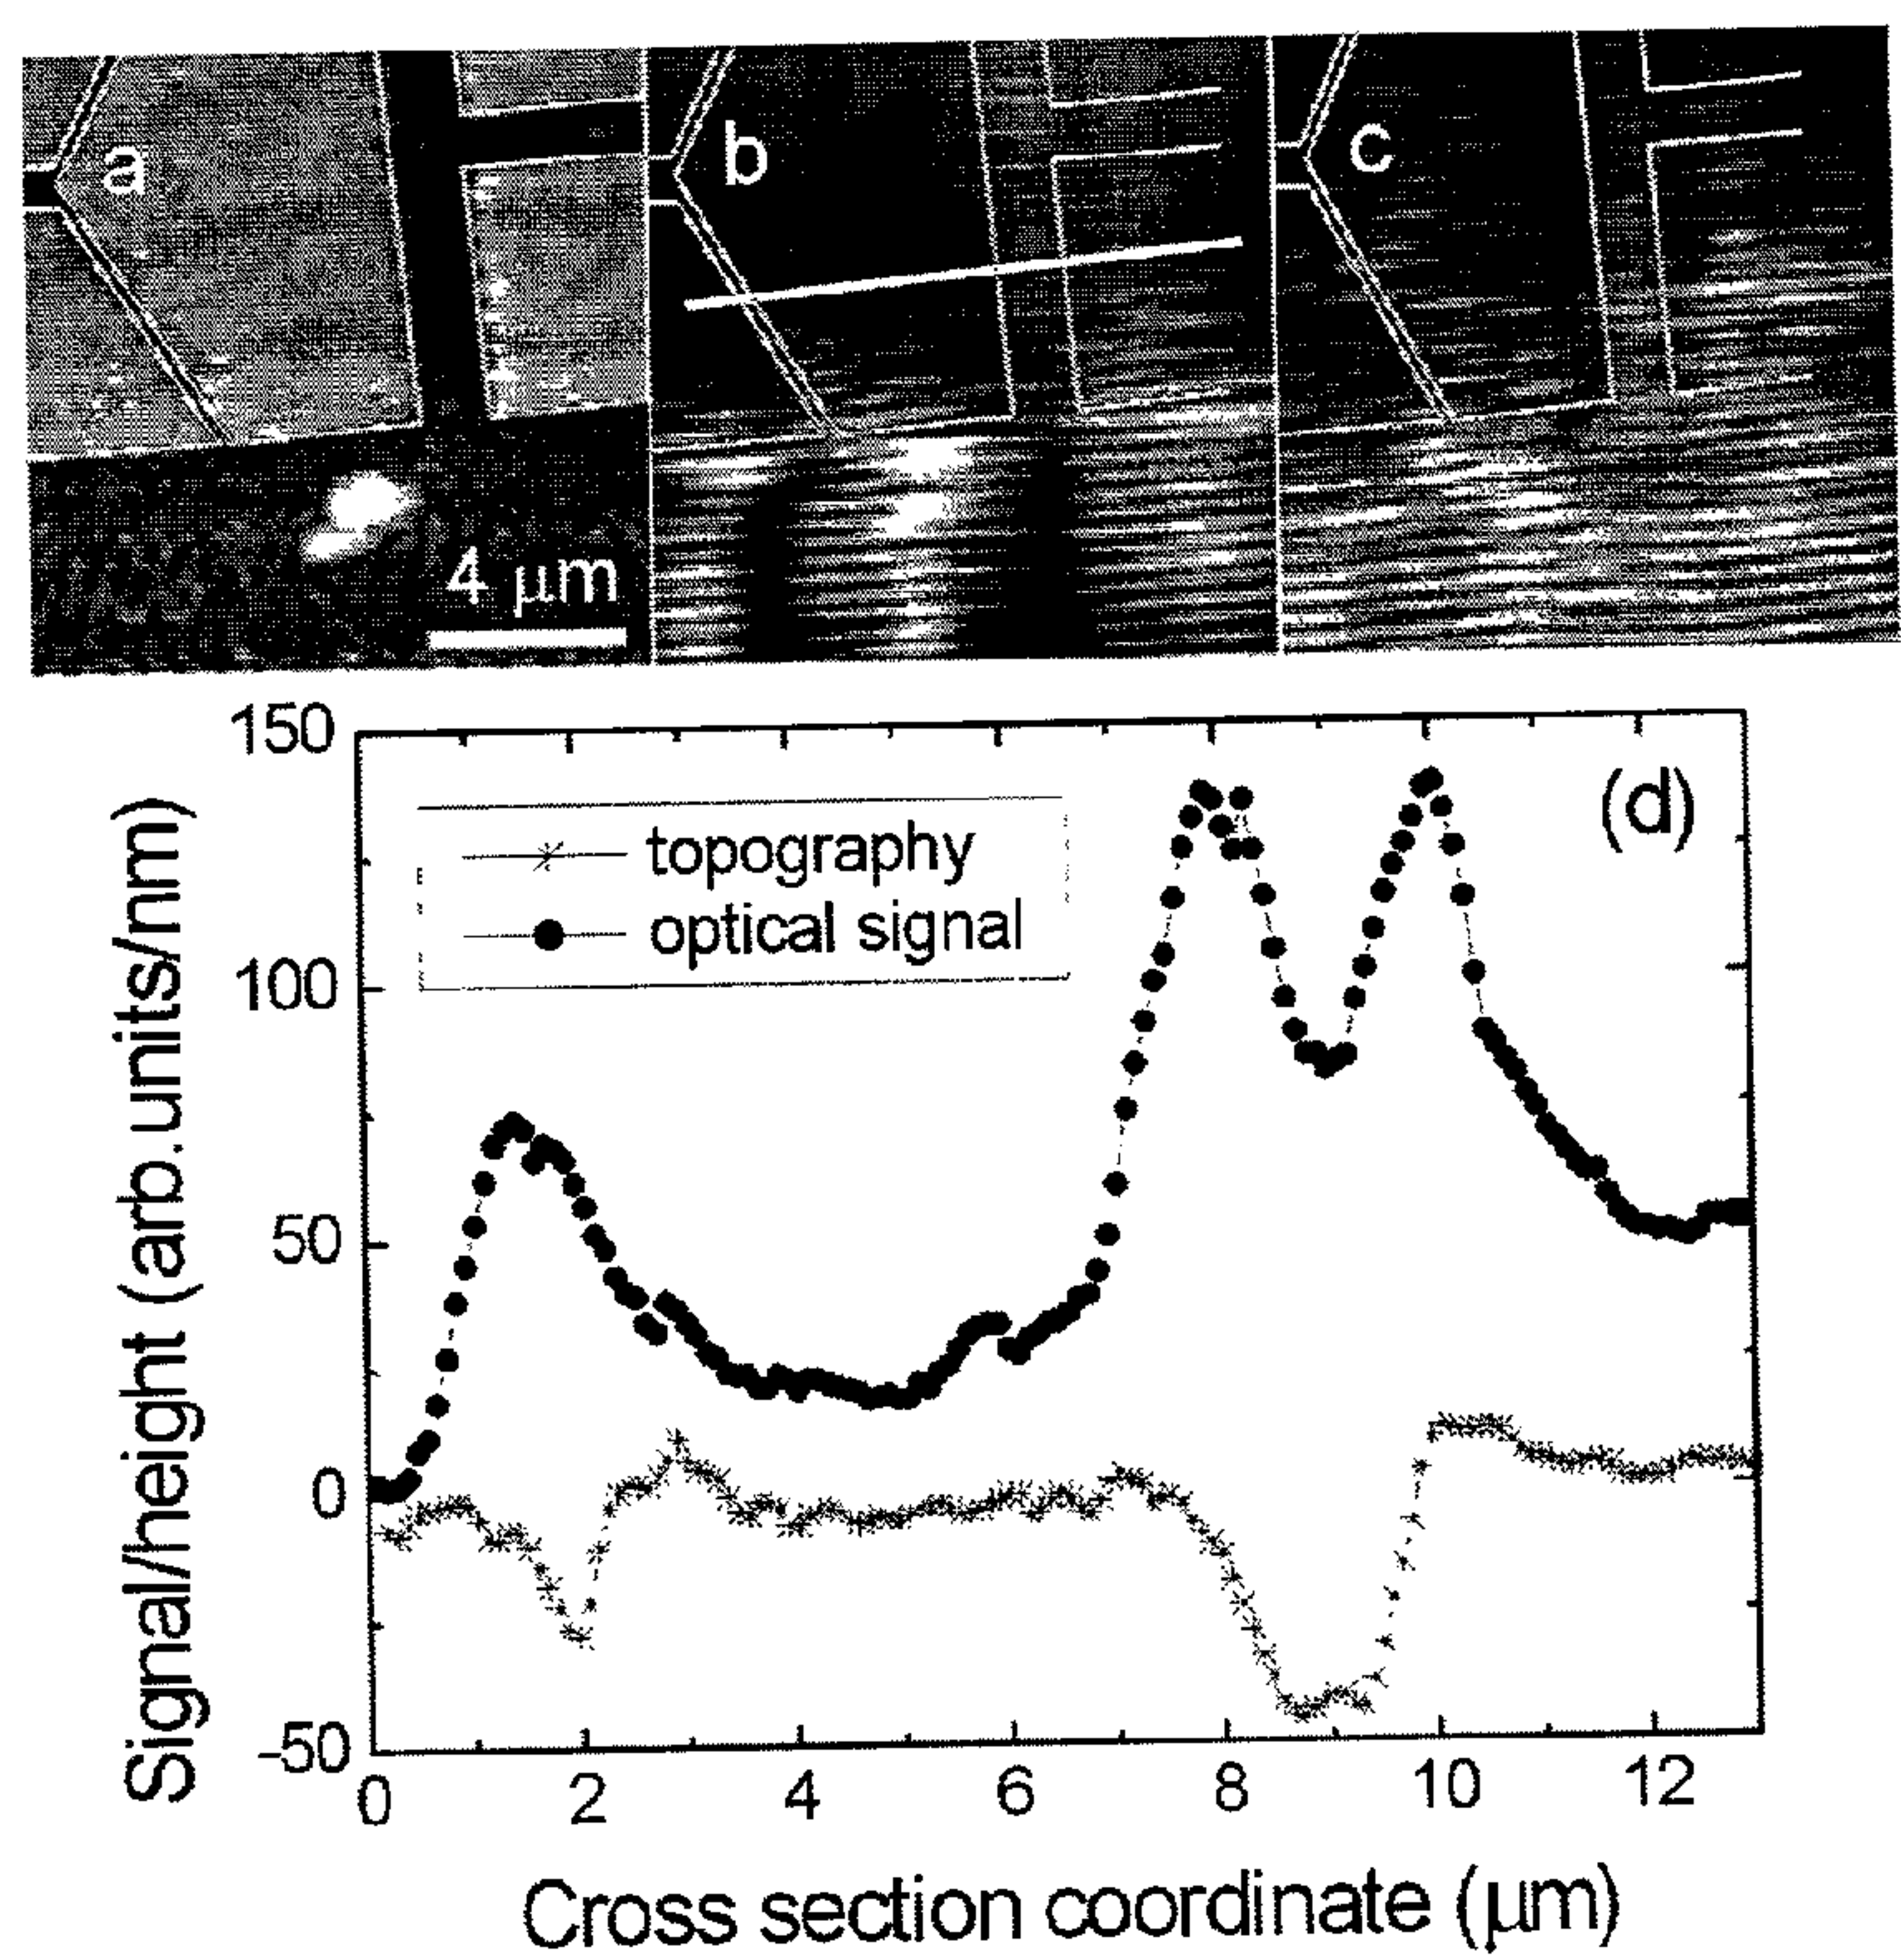 a
b
c
4 μm
150
100
50
0
-50
(d)
topography
optical signal
Signal/height (arb.units/nm)
0 2 4 6 8 10 12
Cross section coordinate (μm)